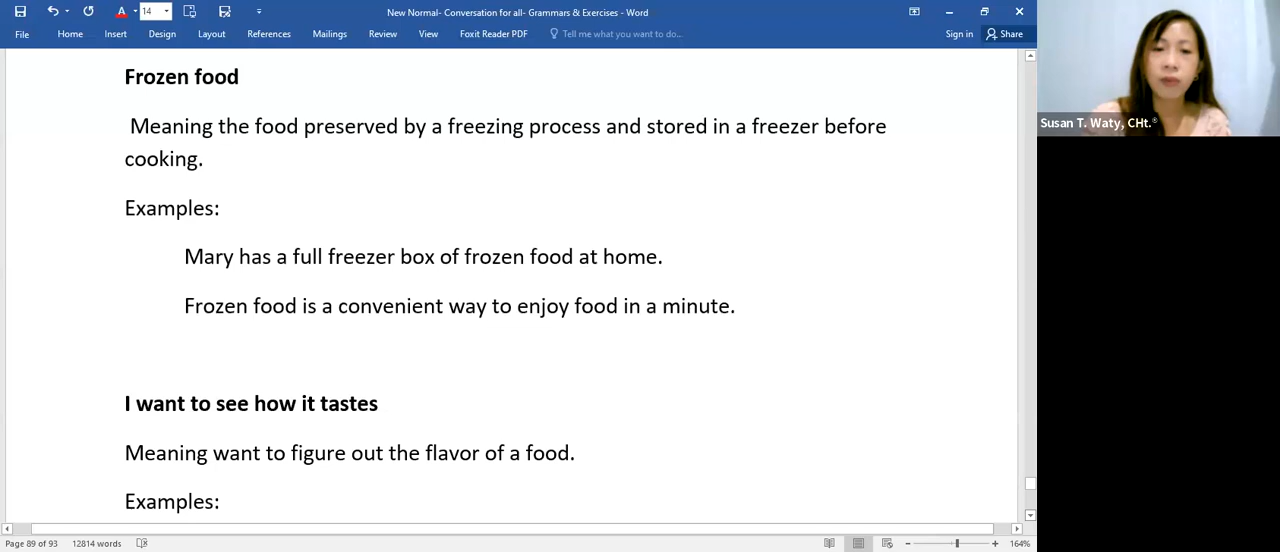 14
New Normal- Conversation for all- Grammars & Exercises - Word
File Home Insert Design Layout References Mailings Review View Foxit Reader PDF Tell me what you want to do... Sign in Share
Frozen food
Meaning the food preserved by a freezing process and stored in a freezer before
cooking.
Examples:
Mary has a full freezer box of frozen food at home.
Frozen food is a convenient way to enjoy food in a minute.
I want to see how it tastes
Meaning want to figure out the flavor of a food.
Examples:
Page 89 of 93 12814 words 164%
Susan T. Waty, CHt.®